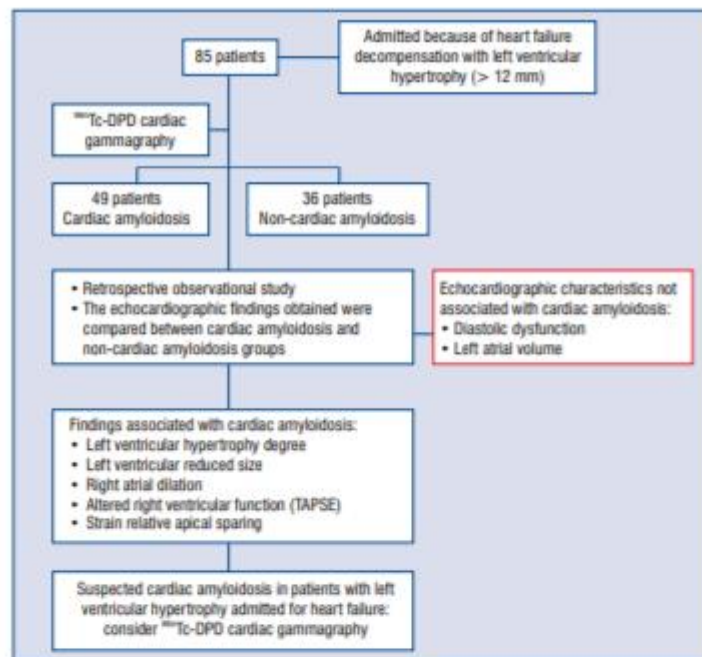 85 patients
Admitted because of heart failure
decompensation with left ventricular
hypertrophy (> 12 mm)
Tc-DPD cardiac
gammagraphy
49 patients
Cardiac amyloidosis
36 patients
Non-cardiac amyloidosis
• Retrospective observational study
• The echocardiographic findings obtained were
compared between cardiac amyloidosis and
non-cardiac amyloidosis groups
Echocardiographic characteristics not
associated with cardiac amyloidosis:
• Diastolic dysfunction
• Left atrial volume
Findings associated with cardiac amyloidosis:
• Left ventricular hypertrophy degree
• Left ventricular reduced size
• Right atrial dilation
• Altered right ventricular function (TAPSE)
• Strain relative apical sparing
Suspected cardiac amyloidosis in patients with left
ventricular hypertrophy admitted for heart failure:
consider Tc-DPD cardiac gammagraphy